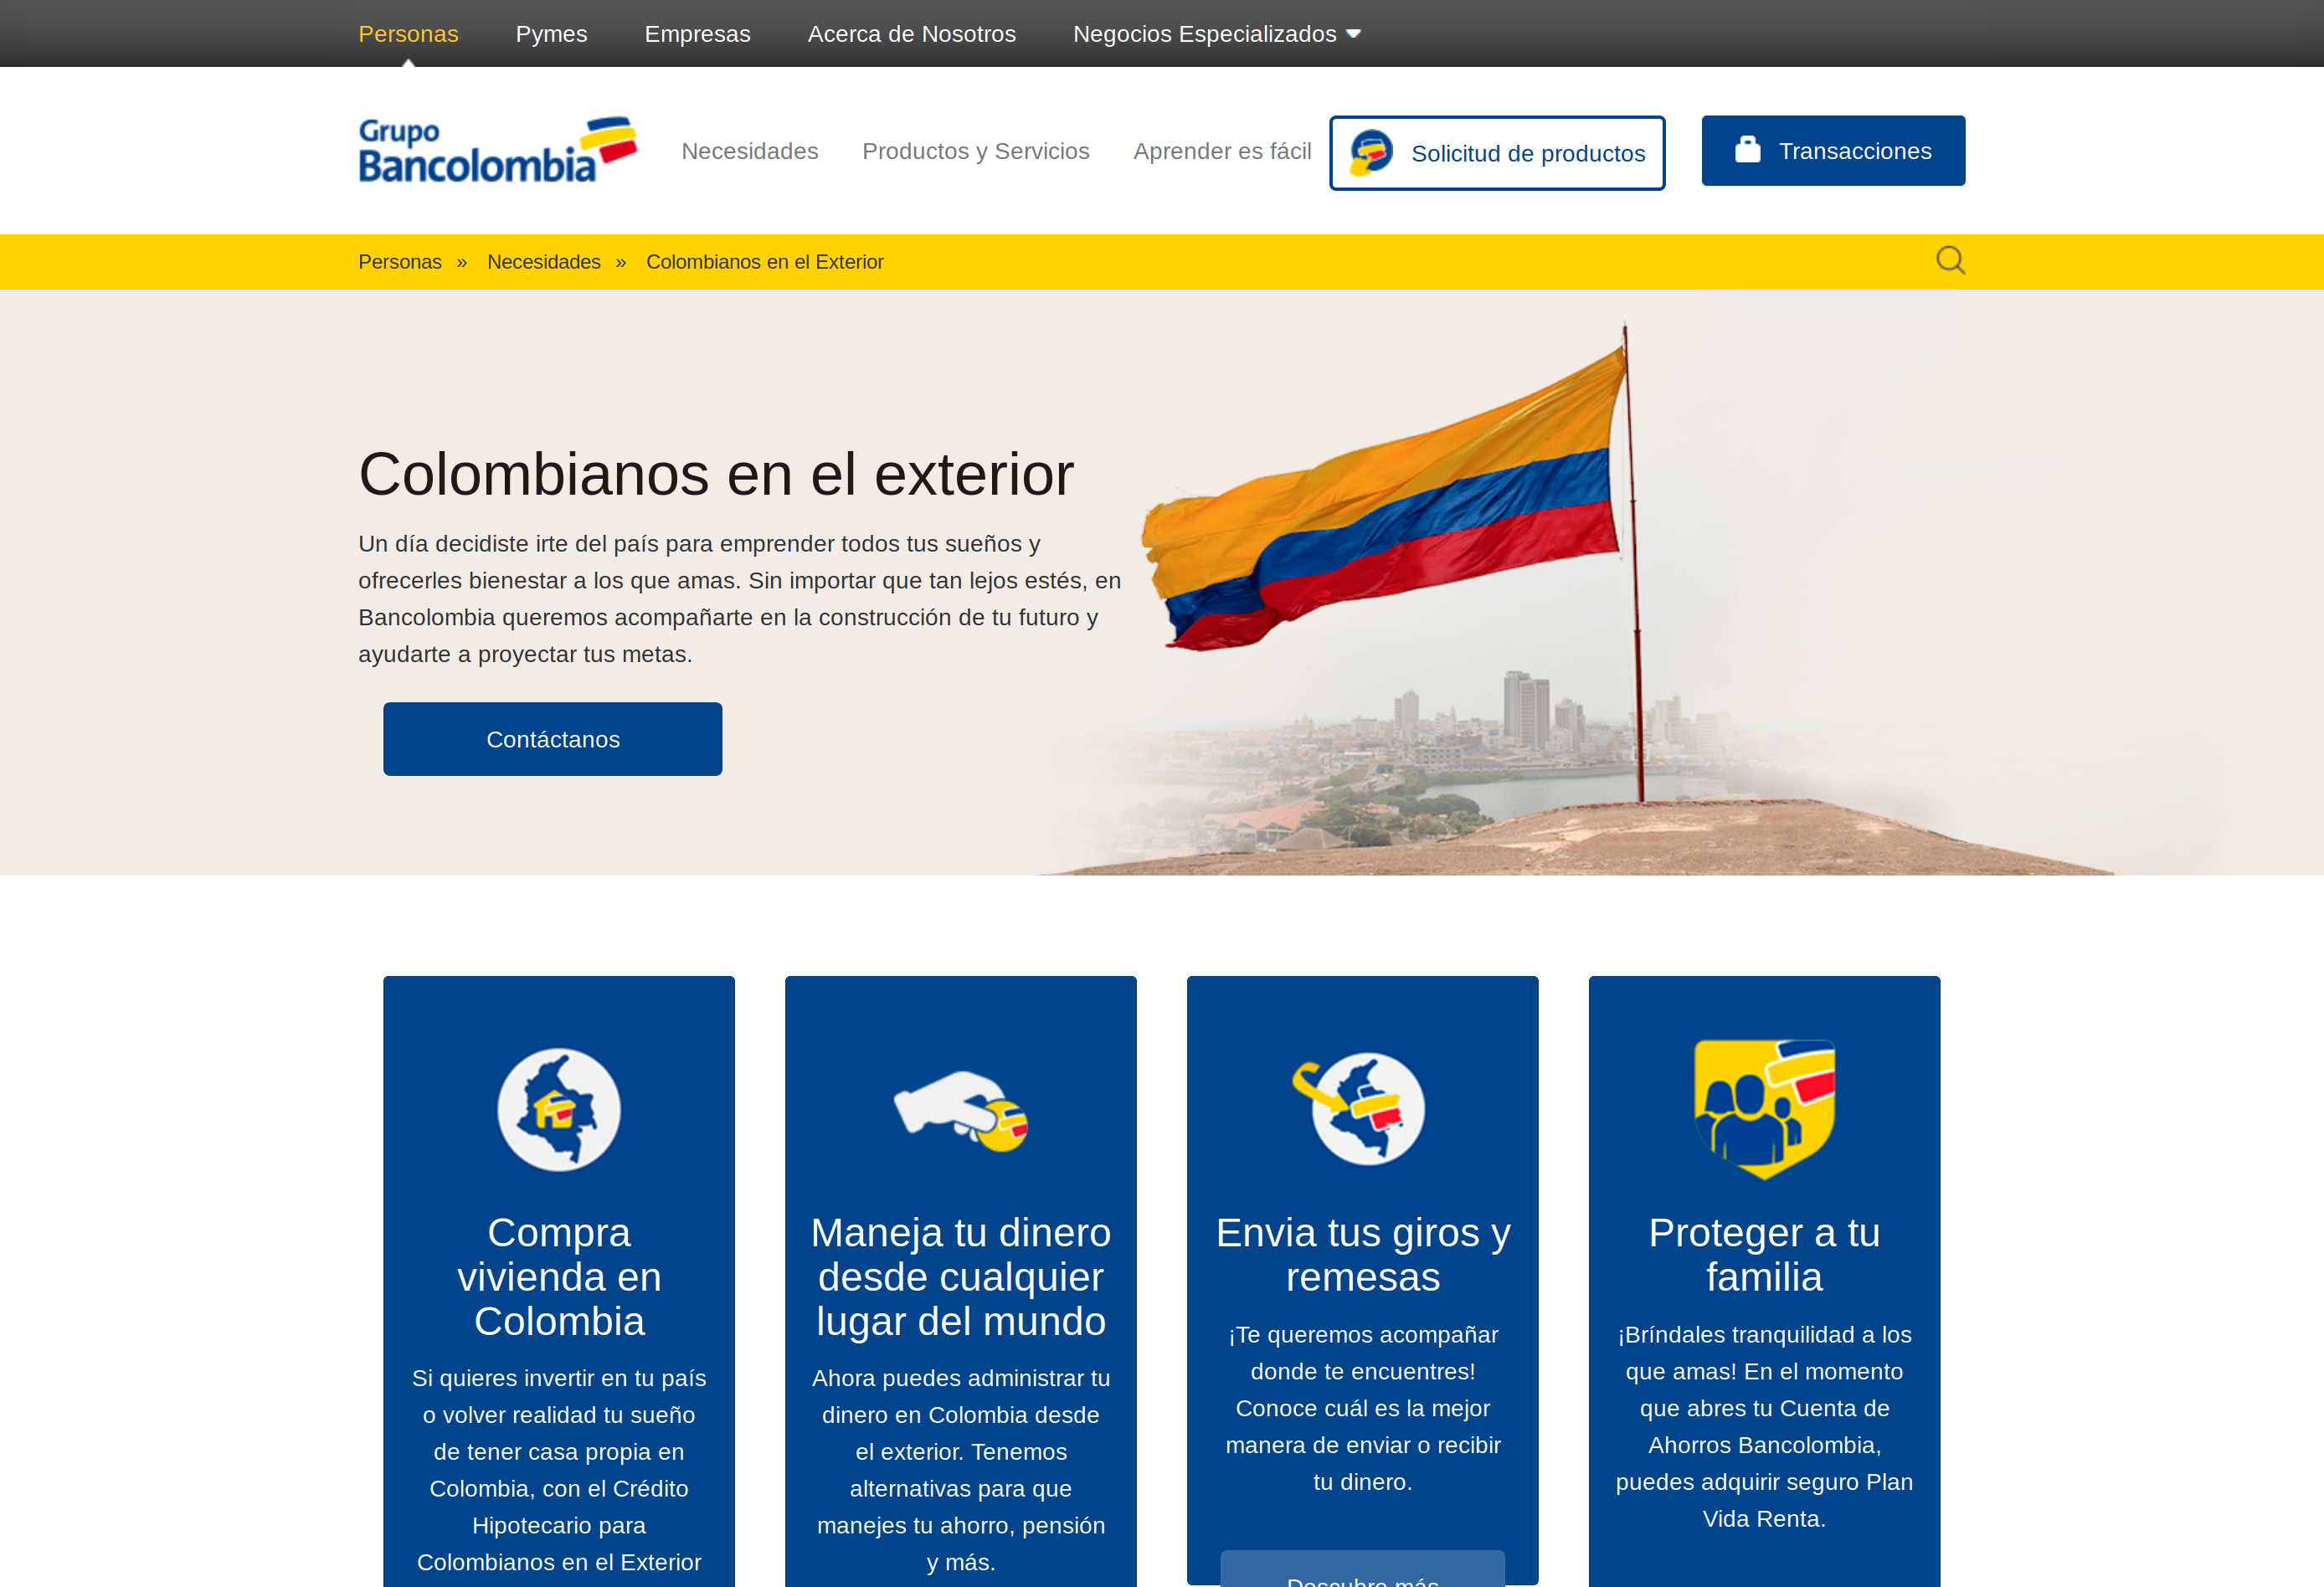 Personas Pymes Empresas Acerca de Nosotros Negocios Especializados
Grupo
Bancolombia
Necesidades Productos y Servicios Aprender es fácil Solicitud de productos Transacciones
Personas » Necesidades » Colombianos en el Exterior
Colombianos en el exterior
Un día decidiste irte del país para emprender todos tus sueños y
ofrecerles bienestar a los que amas. Sin importar que tan lejos estés, en
Bancolombia queremos acompañarte en la construcción de tu futuro y
ayudarte a proyectar tus metas.
Contáctanos
Compra
vivienda en
Colombia
Si quieres invertir en tu país
o volver realidad tu sueño
de tener casa propia en
Colombia, con el Crédito
Hipotecario para
Colombianos en el Exterior
Maneja tu dinero
desde cualquier
lugar del mundo
Ahora puedes administrar tu
dinero en Colombia desde
el exterior. Tenemos
alternativas para que
manejes tu ahorro, pensión
y más.
Envia tus giros y
remesas
¡Te queremos acompañar
donde te encuentres!
Conoce cuál es la mejor
manera de enviar o recibir
tu dinero.
Descubre más
Proteger a tu
familia
¡Bríndales tranquilidad a los
que amas! En el momento
que abres tu Cuenta de
Ahorros Bancolombia,
puedes adquirir seguro Plan
Vida Renta.